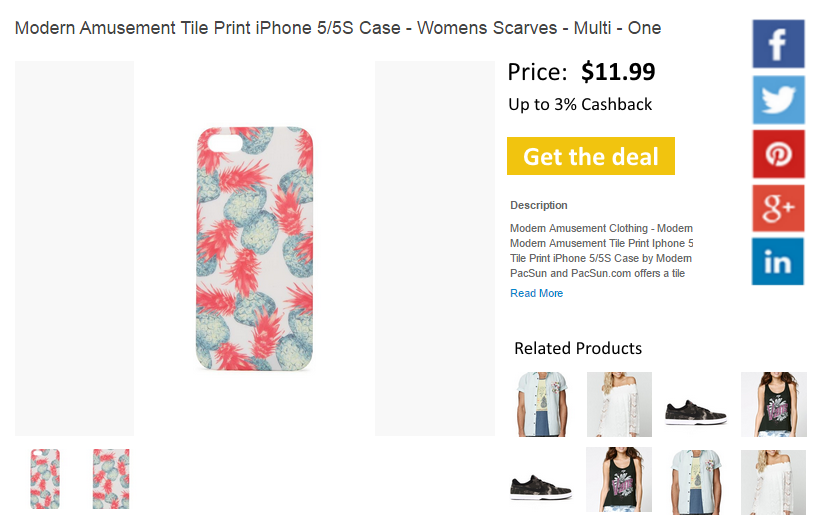 Modern Amusement Tile Print iPhone 5/5S Case - Womens Scarves - Multi - One
Price: $11.99
Up to 3% Cashback
Get the deal
Description
Modern Amusement Clothing - Modern
Modern Amusement Tile Print Iphone 5
Tile Print iPhone 5/5S Case by Modern
PacSun and PacSun.com offers a tile
Read More
Related Products
f
g+
in